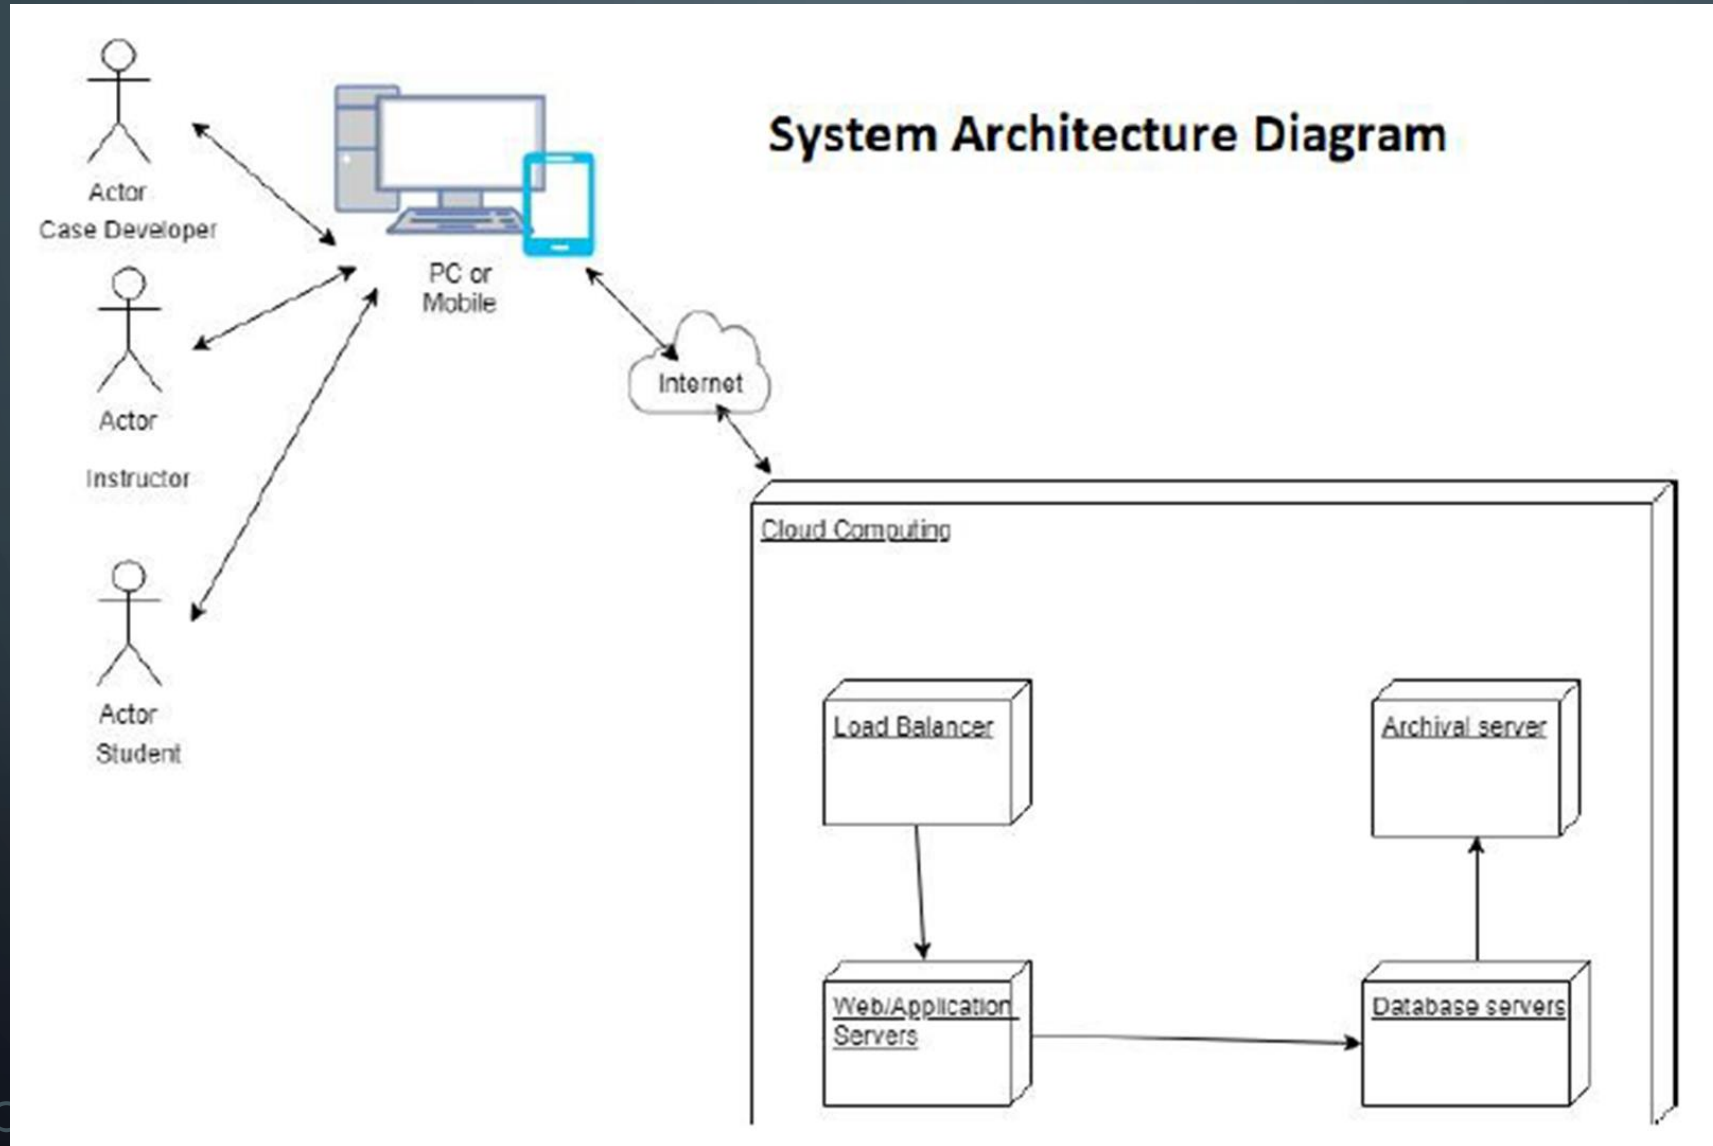 System Architecture Diagram
Actor
Case Developer
PC or
Mobile
Actor
Instructor
Internet
Actor
Student
Cloud Computing
Load Balancer
Archival server
Web/Application
Servers
Database servers